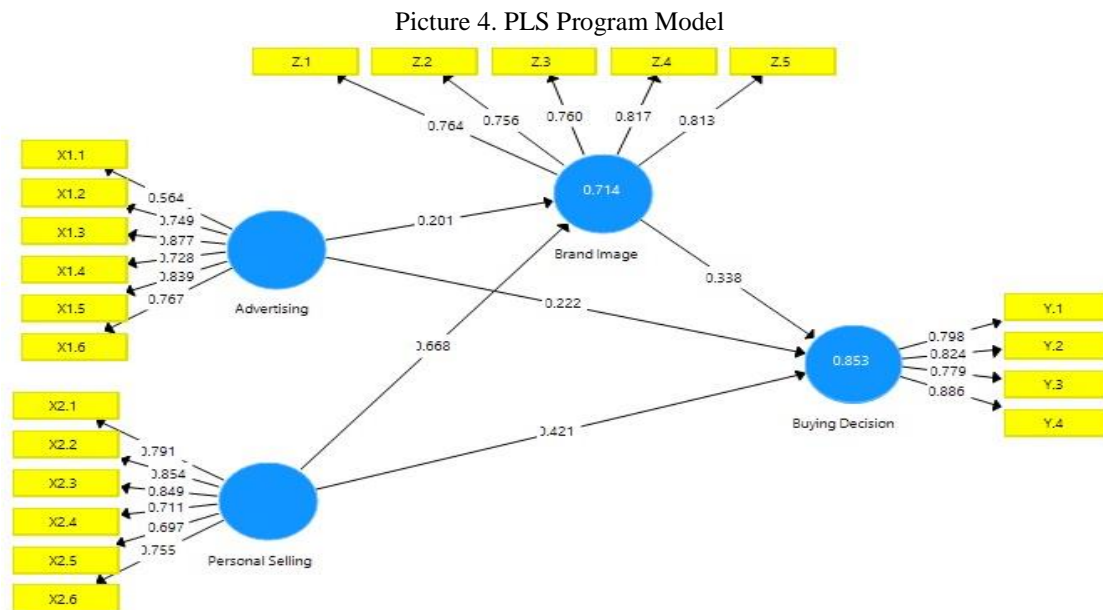 Picture 4. PLS Program Model
Z.1 Z.2 Z.3 Z.4 Z.5
0.764 0.756 0.760 0.817 0.813
X1.1
X1.2
X1.3
X1.4
X1.5
X1.6
0.564
0.749
0.877
0.728
0.839
0.767
Advertising
0.201
0.714
Brand Image
0.338
0.222
0.668
0.421
0.853
Buying Decision
0.798
0.824
0.779
0.886
Y.1
Y.2
Y.3
Y.4
X2.1
X2.2
X2.3
X2.4
X2.5
X2.6
0.791
0.854
0.849
0.711
0.697
0.755
Personal Selling